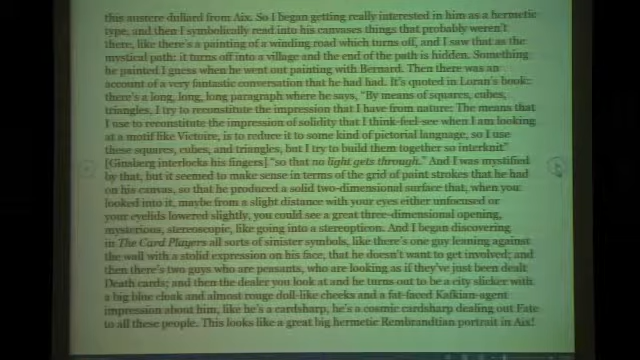 this austere dullard from Aix. So I began getting really interested in him as a hermetic
type, and then I symbolically read into his canvases things that probably weren't
there, like there's a painting of a winding road which turns off, and I saw that as the
mystical path: it turns off into a village and the end of the path is hidden. Something
he painted I guess when he went out painting with Bernard. Then there was an
account of a very fantastic conversation that he had had. It's quoted in Loran's book:
there's a long, long, long paragraph where he says, "By means of squares, cubes,
triangles, I try to reconstitute the impression that I have from nature: The means that
I use to reconstitute the impression of solidity that I think-feel-see when I am looking
at a motif like Victoire, is to reduce it to some kind of pictorial language, so I use
these squares, cubes, and triangles, but I try to build them together so interknit"
[Ginsberg interlocks his fingers]."so that no light gets through." And I was mystified
by that, but it seemed to make sense in terms of the grid of paint strokes that he had
on his canvas, so that he produced a solid two-dimensional surface that, when you
looked into it, maybe from a slight distance with your eyes either unfocused or
your eyelids lowered slightly, you could see a great three-dimensional opening,
mysterious, stereoscopic, like going into a stereopticon. And I began discovering
in The Card Players all sorts of sinister symbols, like there's one guy leaning against
the wall with a stolid expression on his face, that he doesn't want to get involved; and
then there's two guys who are peasants, who are looking as if they've just been dealt
Death cards; and then the dealer you look at and he turns out to be a city slicker with
a big blue cloak and almost rouge doll-like cheeks and a fat-faced Kafkian-agent
impression about him, like he's a cardsharp, he's a cosmic cardsharp dealing out Fate
to all these people. This looks like a great big hermetic Rembrandtian portrait in Aix!